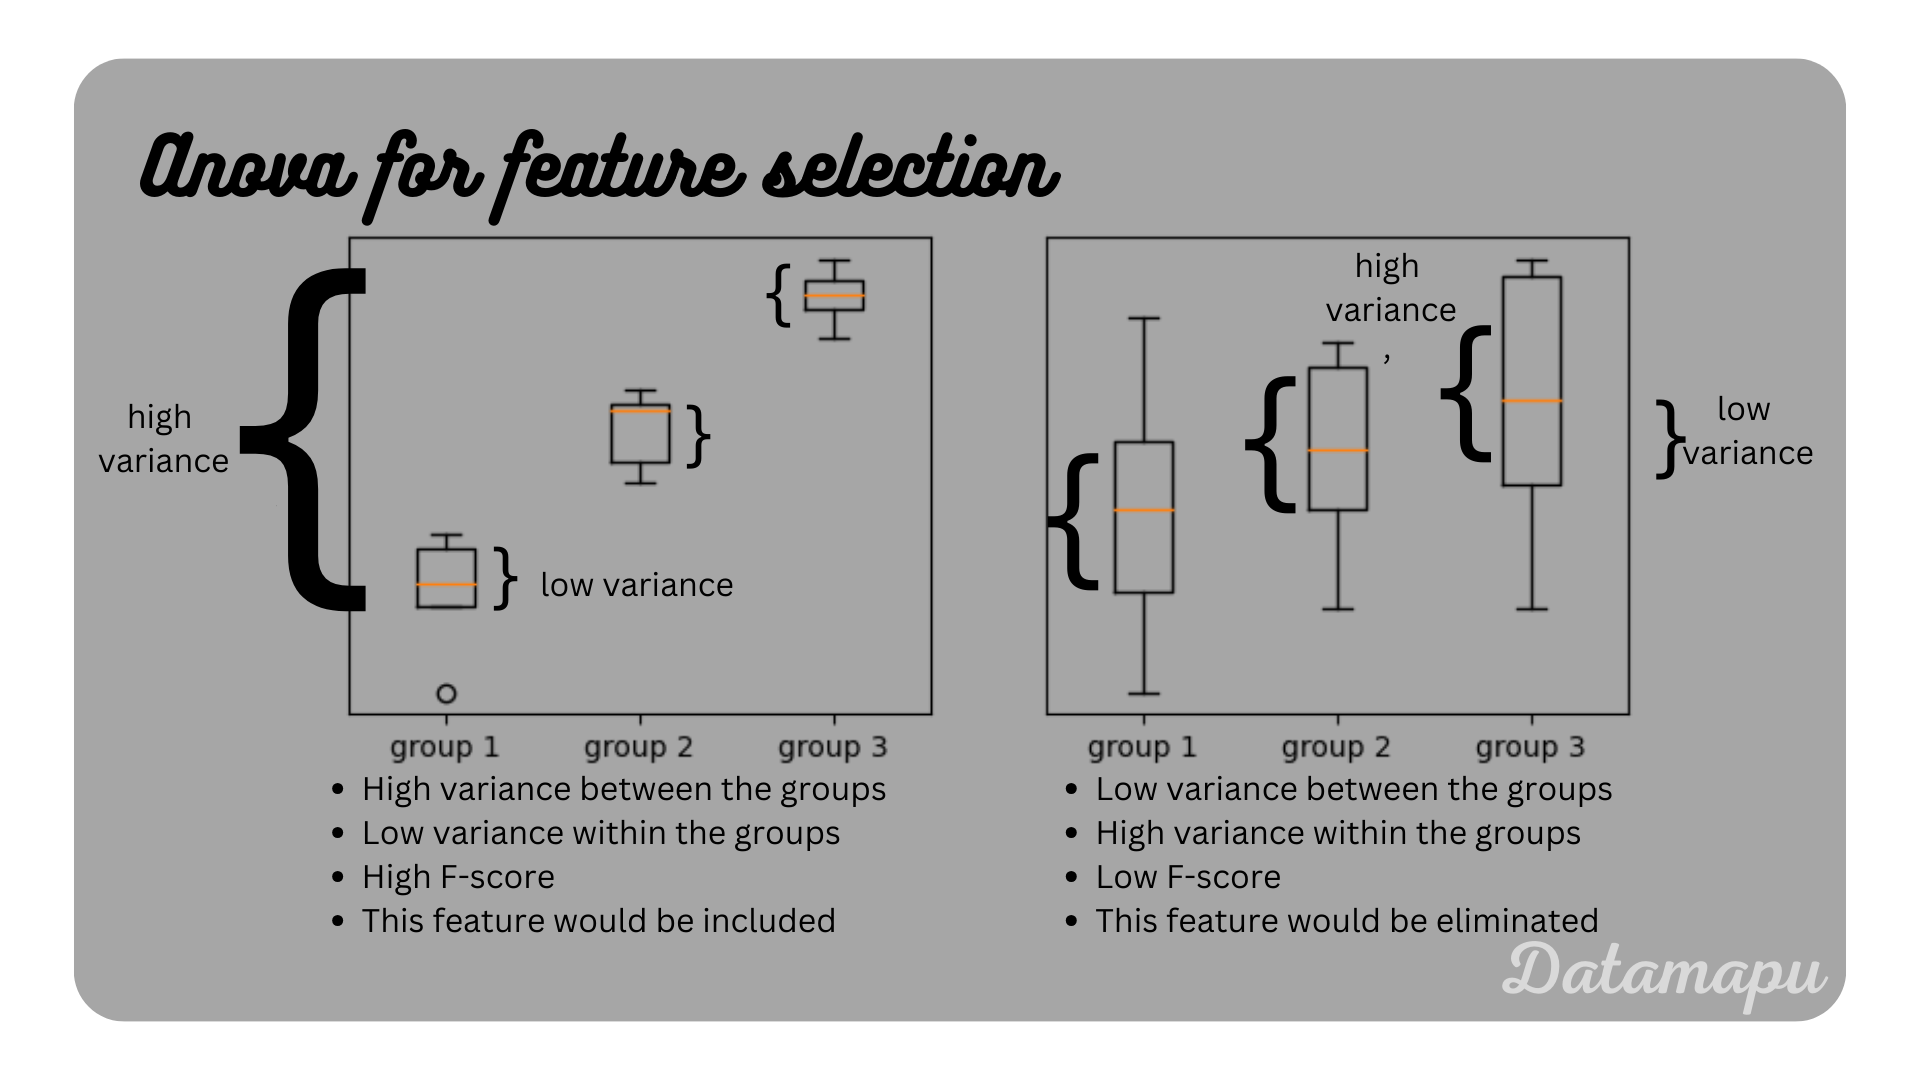 Anova for feature selection
high
variance
low variance
group 1
group 2
group 3
• High variance between the groups
• Low variance within the groups
• High F-score
• This feature would be included
high
variance
,
low
variance
group 1
group 2
group 3
• Low variance between the groups
• High variance within the groups
• Low F-score
• This feature would be eliminated
Datamapu